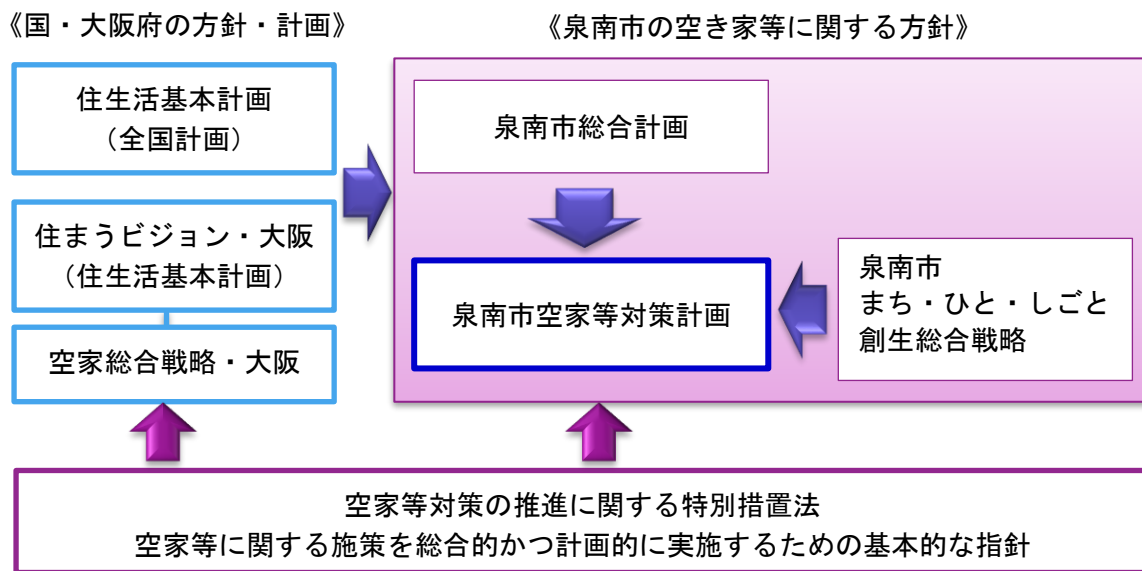 《国・大阪府の方針・計画》
住生活基本計画
（全国計画）
住まうビジョン・大阪
（住生活基本計画）
空家総合戦略・大阪
《泉南市の空き家等に関する方針》
泉南市総合計画
泉南市空家等対策計画
泉南市
まち・ひと・しごと
創生総合戦略
空家等対策の推進に関する特別措置法
空家等に関する施策を総合的かつ計画的に実施するための基本的な指針